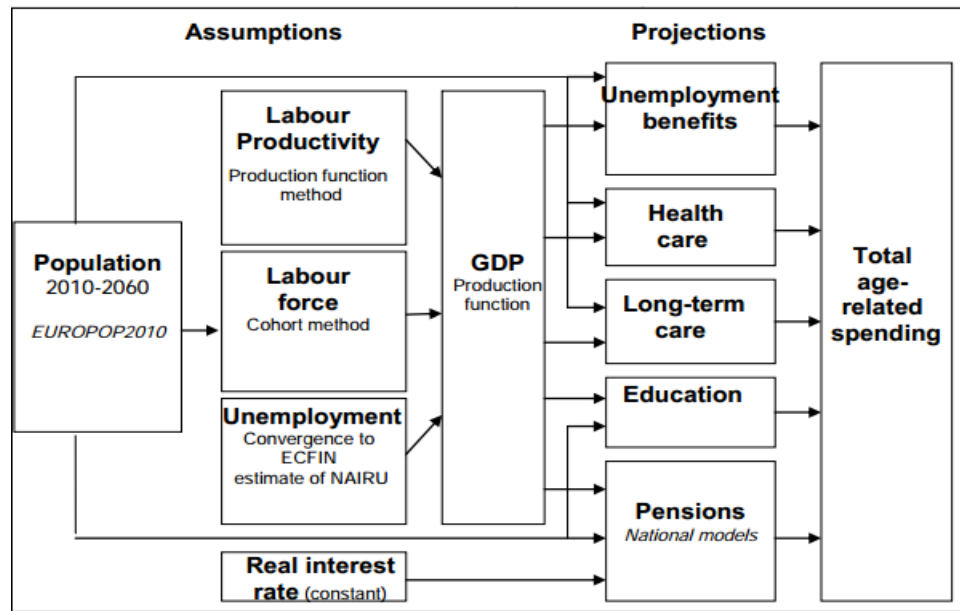 Assumptions
Projections
Population
2010-2060
EUROPOP2010
Labour
Productivity
Production function
method
Labour
force
Cohort method
Unemployment
Convergence to
ECFIN
estimate of NAIRU
Real interest
rate (constant)
GDP
Production
function
Unemployment
benefits
Health
care
Long-term
care
Education
Pensions
National models
Total
age-
related
spending